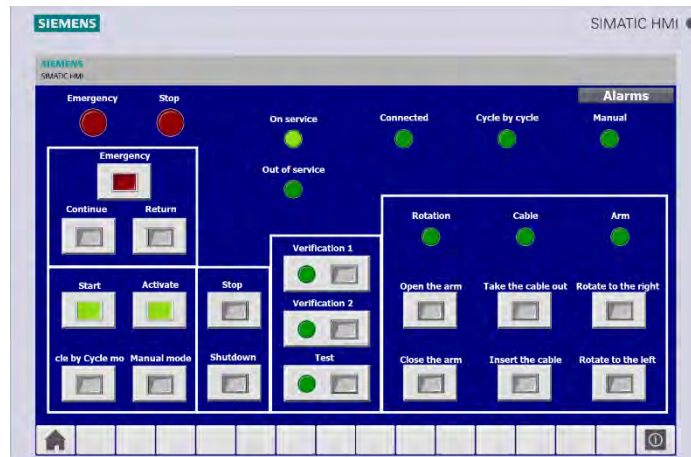 SIEMENS
SIMATIC HMI
SIEMENS
SIMATIC HMI
Alarms
Emergency
Stop
On service
Connected
Cycle by cycle
Manual
Out of service
Emergency
Continue
Return
Rotation
Cable
Arm
Verification 1
Start
Activate
Stop
Open the arm
Take the cable out
Rotate to the right
Verification 2
cle by Cycle mo
Manual mode
Shutdown
Test
Close the arm
Insert the cable
Rotate to the left